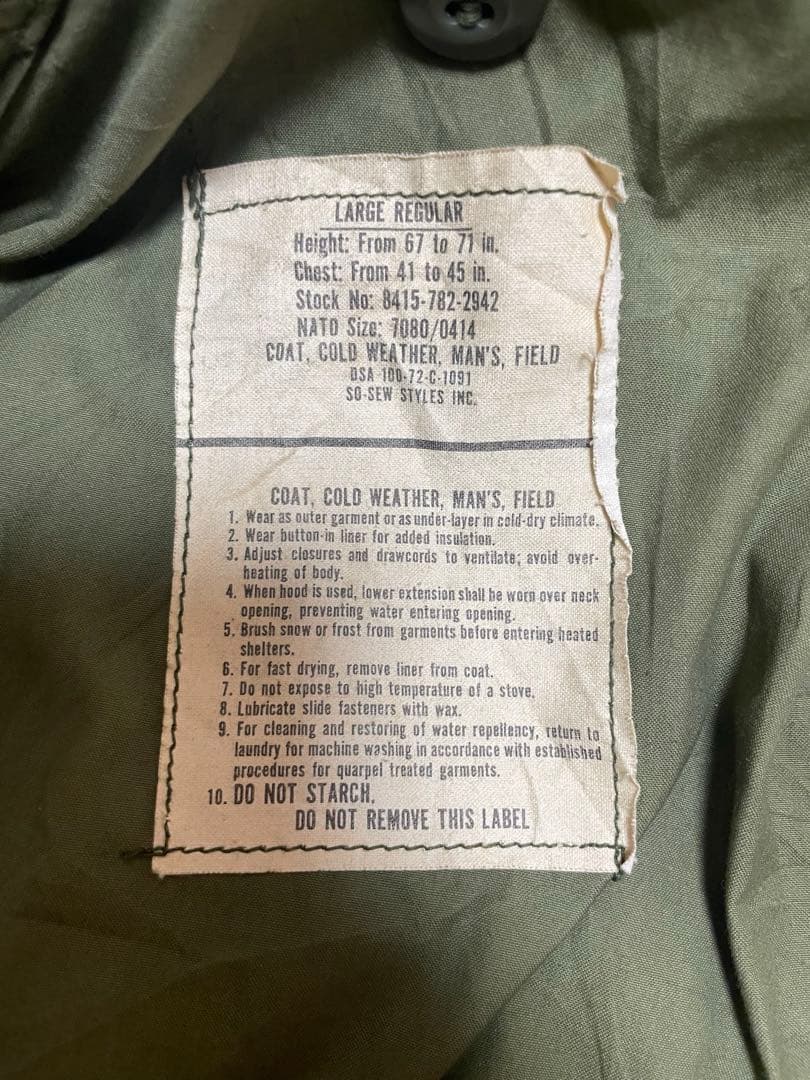 LARGE REGULAR
Height: From 67 to 71 in.
Chest: From 41 to 45 in.
Stock No: 8415-782-2942
NATO Size: 7080/0414
COAT, COLD WEATHER, MAN'S, FIELD
DSA 100-72-C-1091
SO-SEW STYLES INC.
COAT, COLD WEATHER, MAN'S, FIELD
1. Wear as outer garment or as under-layer in cold-dry climate.
2. Wear button-in liner for added insulation.
3. Adjust closures and drawcords to ventilate; avoid over-
heating of body.
4. When hood is used, lower extension shall be worn over neck
opening, preventing water entering opening.
5. Brush snow or frost from garments before entering heated
shelters.
6. For fast drying, remove liner from coat.
7. Do not expose to high temperature of a stove.
8. Lubricate slide fasteners with wax.
9. For cleaning and restoring of water repellency, return to
laundry for machine washing in accordance with established
procedures for quarpel treated garments.
10. DO NOT STARCH.
DO NOT REMOVE THIS LABEL